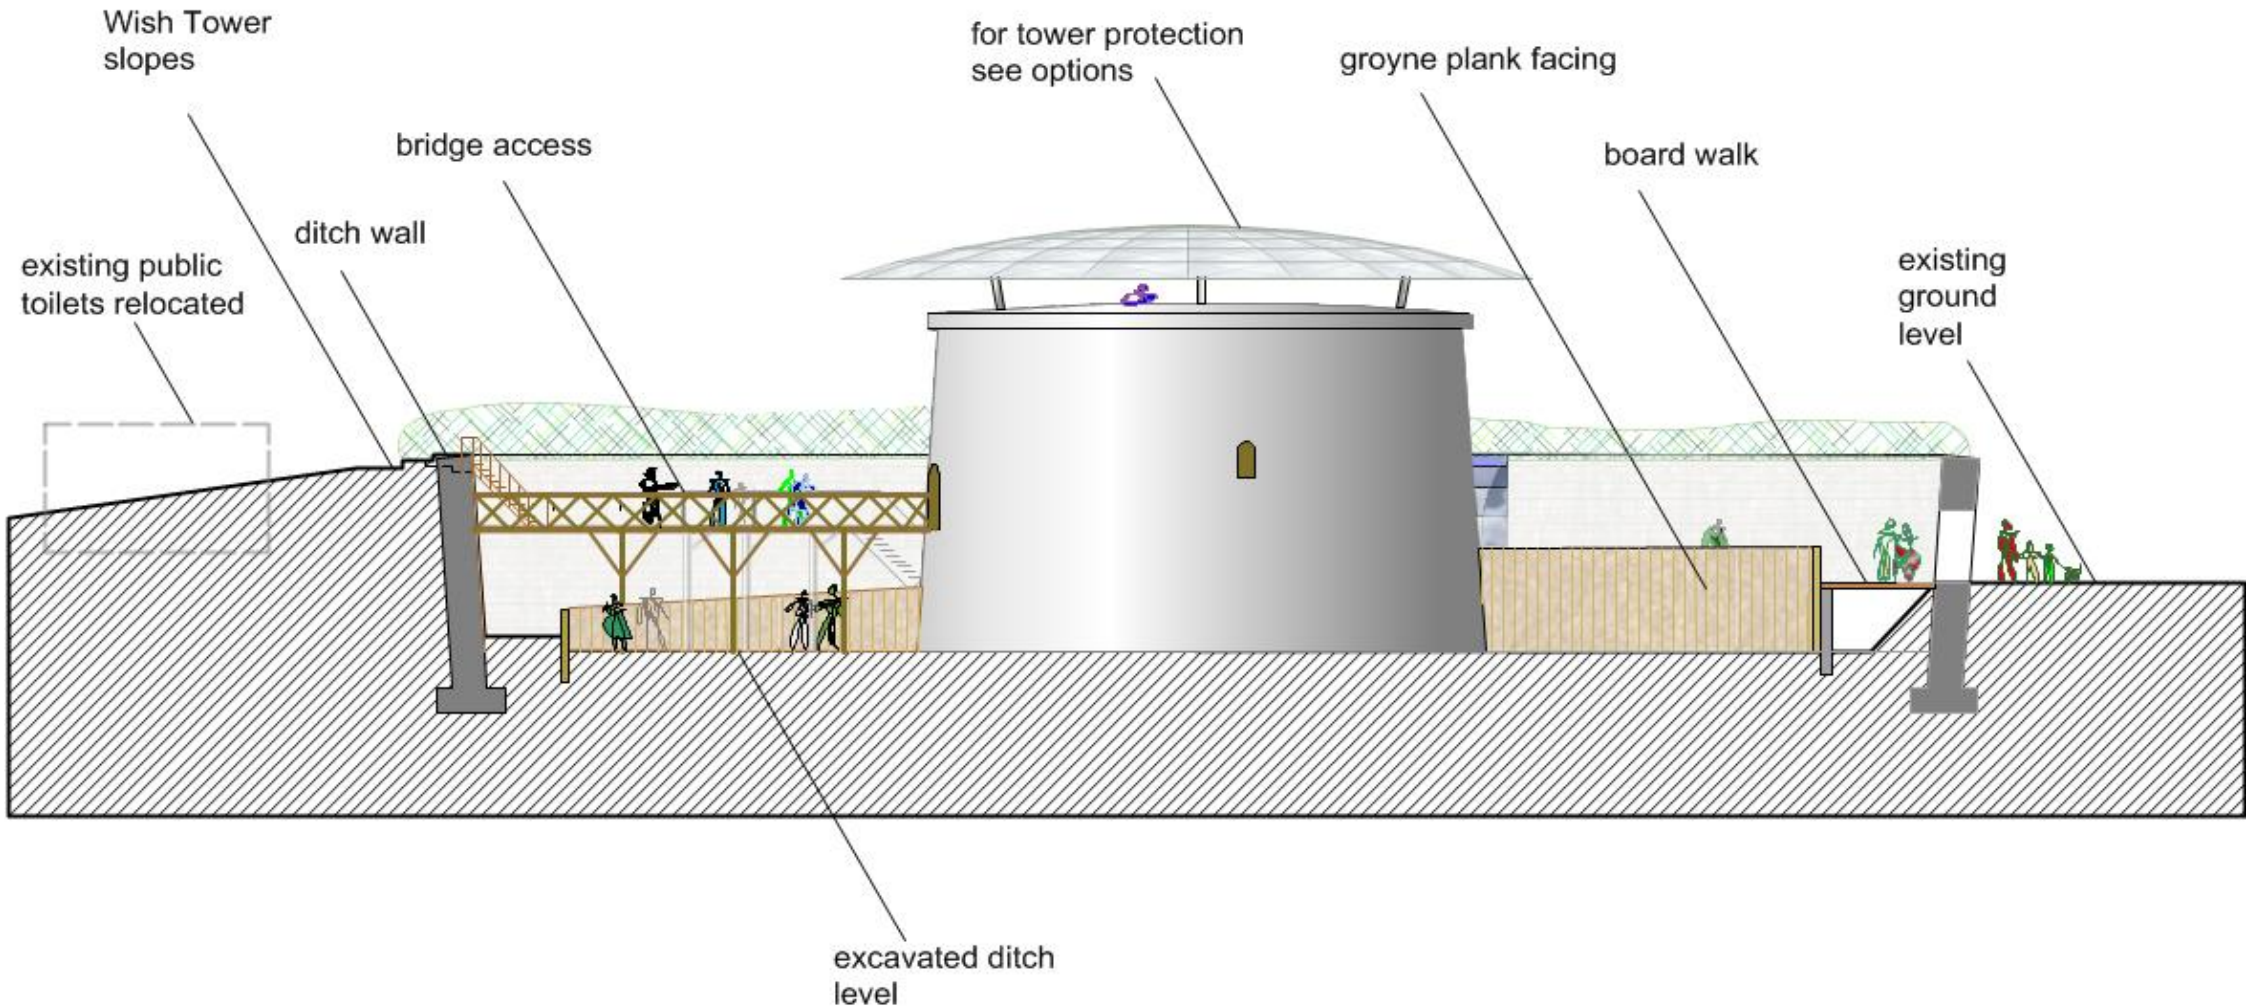 Wish Tower
slopes
for tower protection
see options
groyne plank facing
bridge access
board walk
ditch wall
existing public
toilets relocated
existing
ground
level
excavated ditch
level